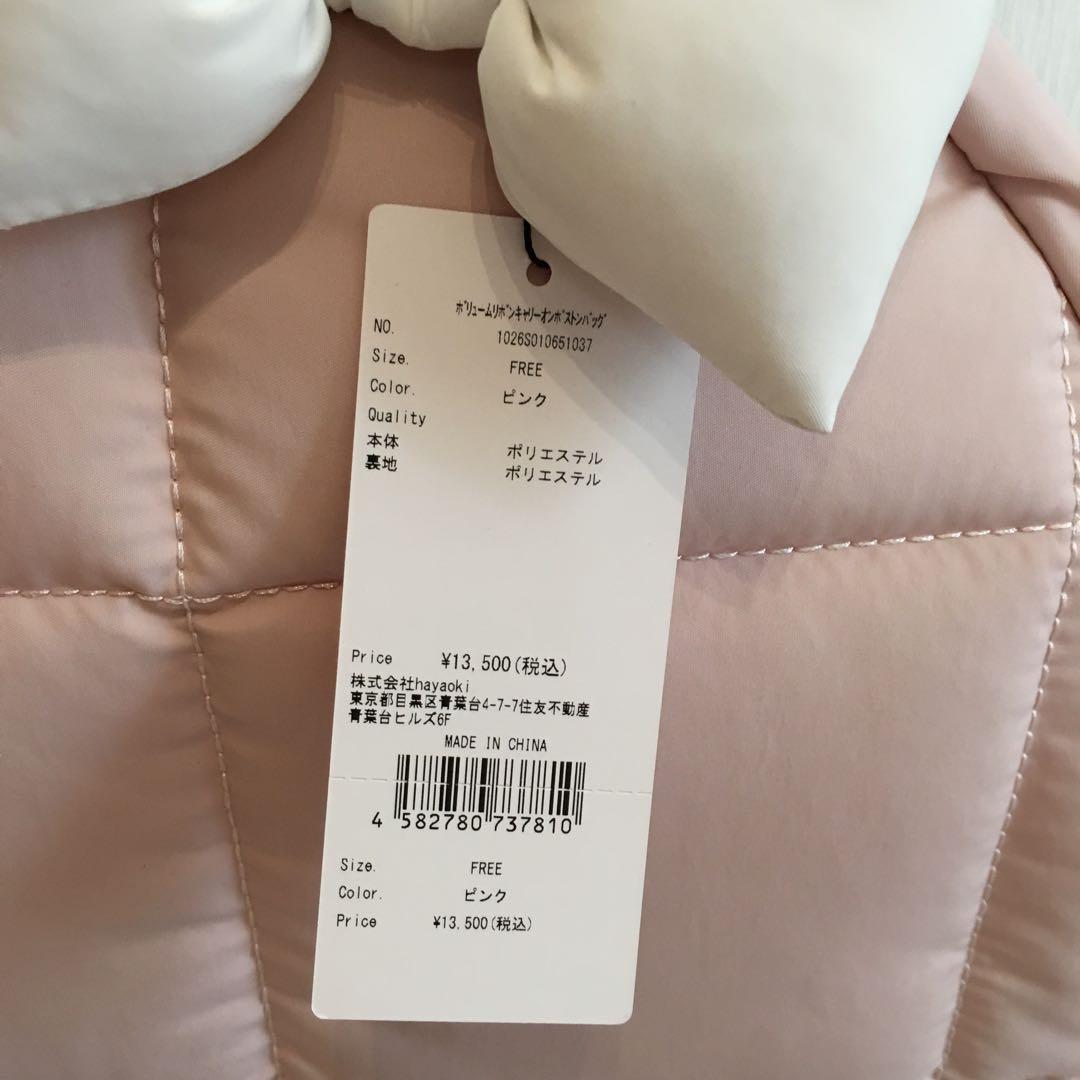 ﾎﾞﾘｭｰﾑﾘﾎﾞﾝｷｬﾘｰｵﾝﾎﾞｽﾄﾝﾊﾞｯｸﾞ
NO. 1026S010651037
Size. FREE
Color. ピンク
Quality
本体 ポリエステル
裏地 ポリエステル
Price ¥13,500(税込)
株式会社hayaoki
東京都目黒区青葉台4-7-7住友不動産
青葉台ヒルズ6F
MADE IN CHINA
4 582780 737810
Size. FREE
Color. ピンク
Price ¥13,500(税込)